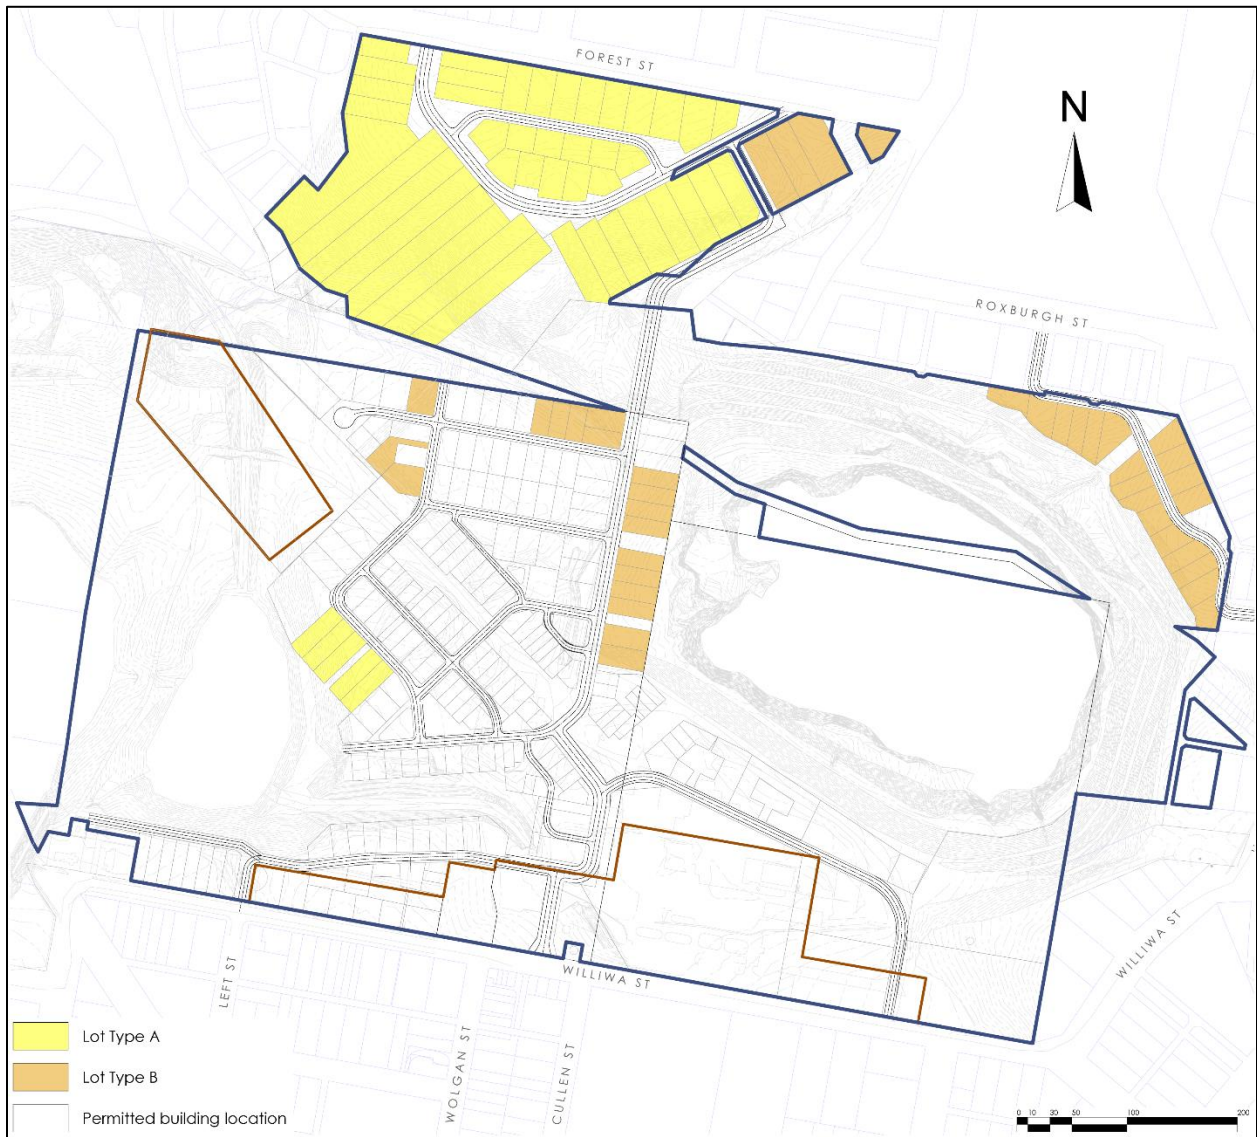 FOREST ST
N
ROXBURGH ST
WILLIWA ST
LEFT ST
WILLIWA ST
WOLGAN ST
CULLEN ST
Lot Type A
Lot Type B
Permitted building location
0 10 30 50 100 200